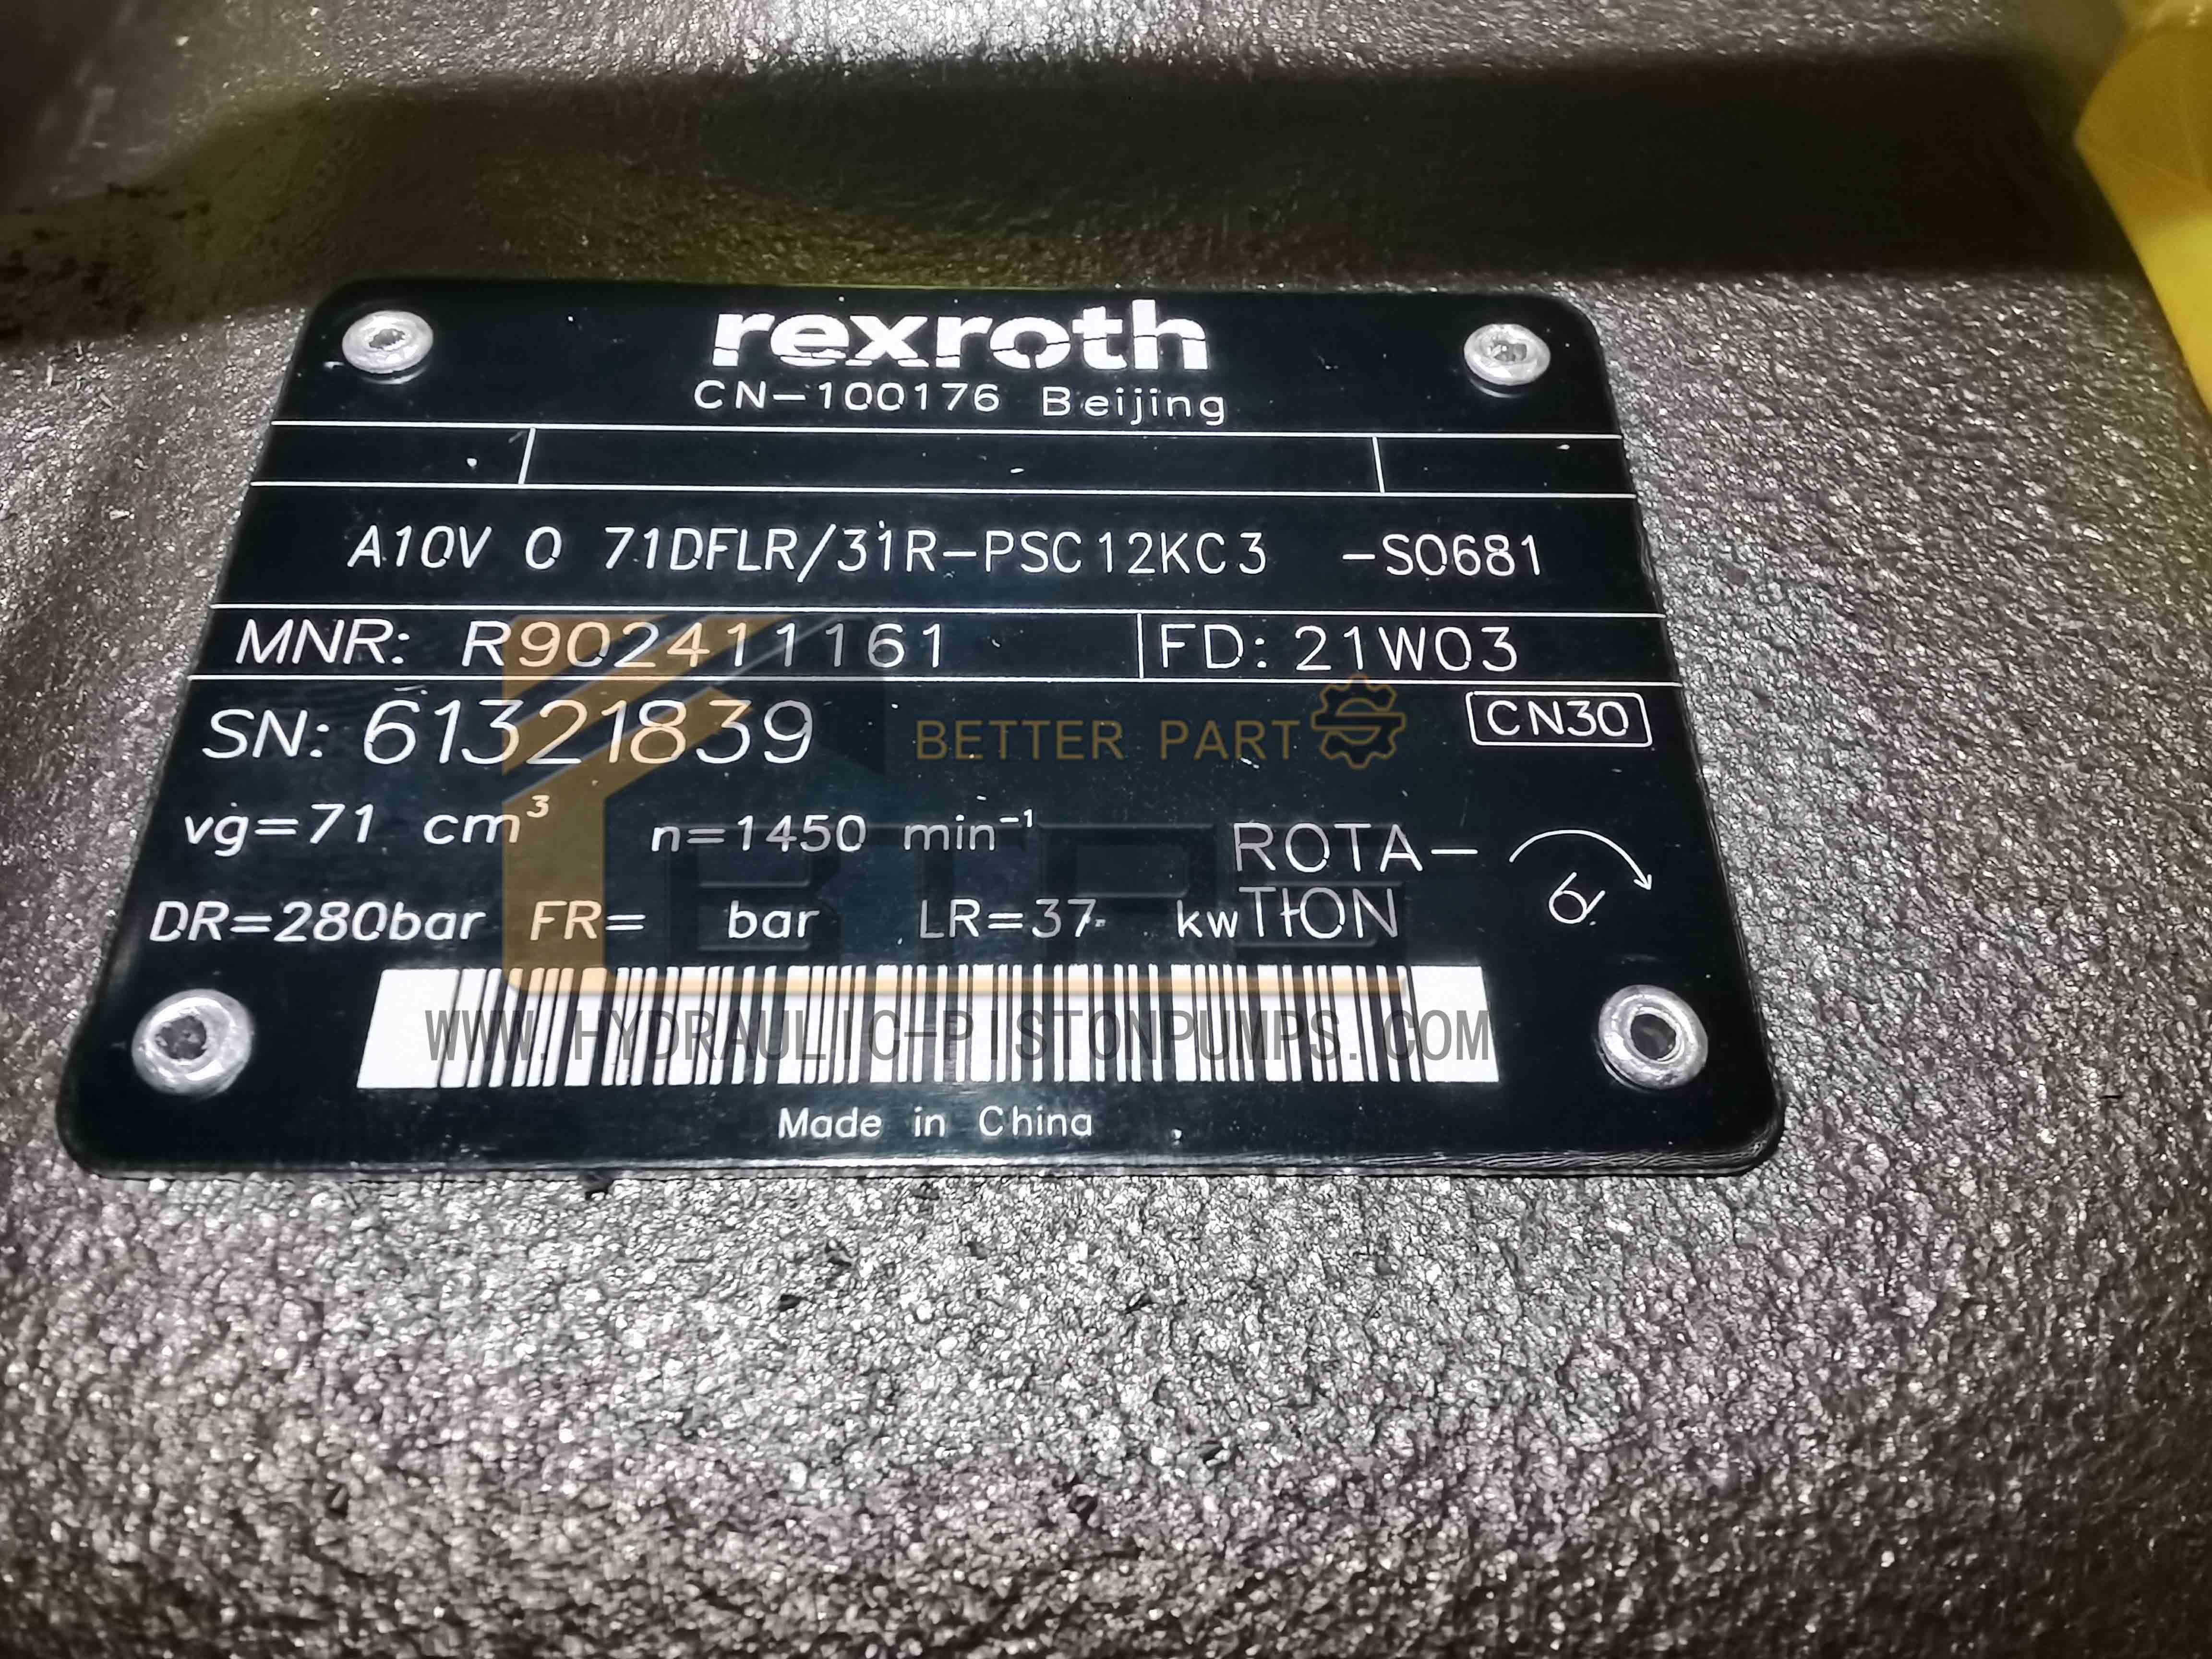 rexroth
CN-100176 Beijing
A10V O 71DFLR/31R-PSC12KC3 -SO681
MNR: R902411161 FD: 21W03
SN: 61321839 CN30
BETTER PART
vg=71 cm³ n=1450 min⁻¹ ROTA-
DR=280bar FR= bar LR=37 kw TION
WWW.HYDRAULIC-PISTONPUMPS.COM
Made in China